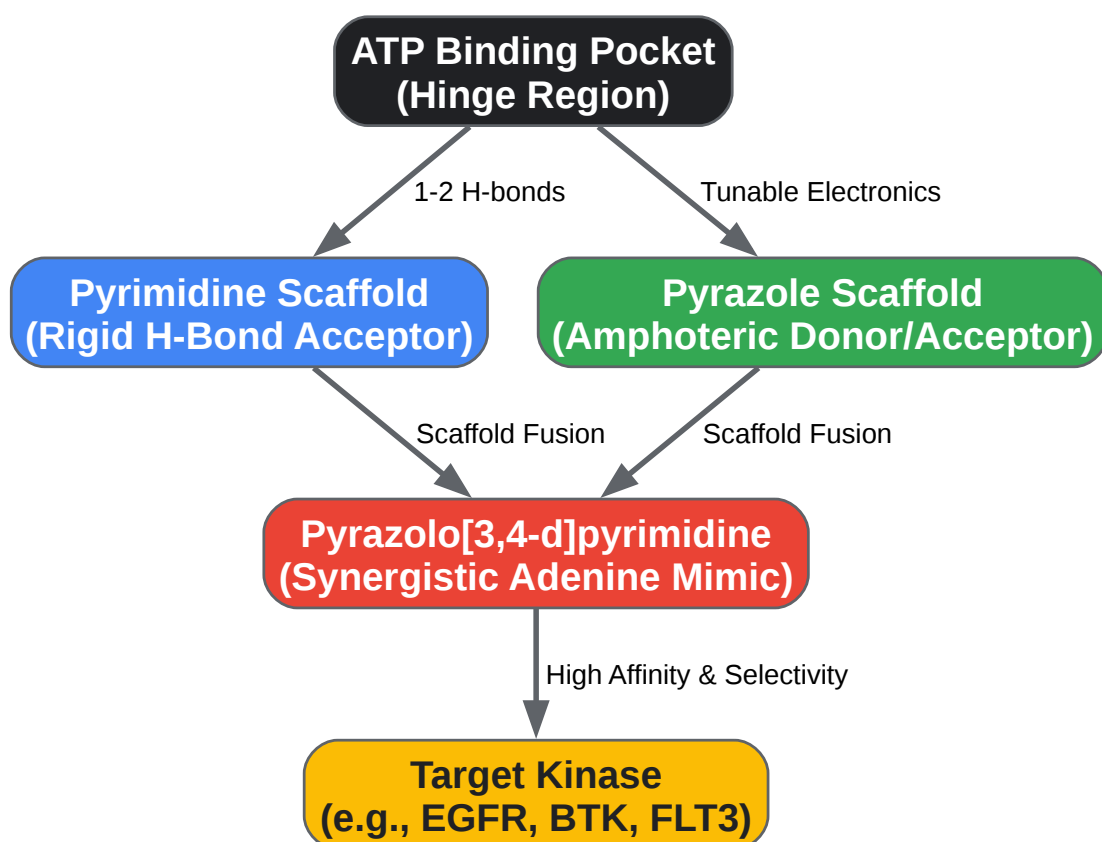 ATP Binding Pocket
(Hinge Region)
1-2 H-bonds
Tunable Electronics
Pyrimidine Scaffold
(Rigid H-Bond Acceptor)
Pyrazole Scaffold
(Amphoteric Donor/Acceptor)
Scaffold Fusion
Scaffold Fusion
Pyrazolo[3,4-d]pyrimidine
(Synergistic Adenine Mimic)
High Affinity & Selectivity
Target Kinase
(e.g., EGFR, BTK, FLT3)